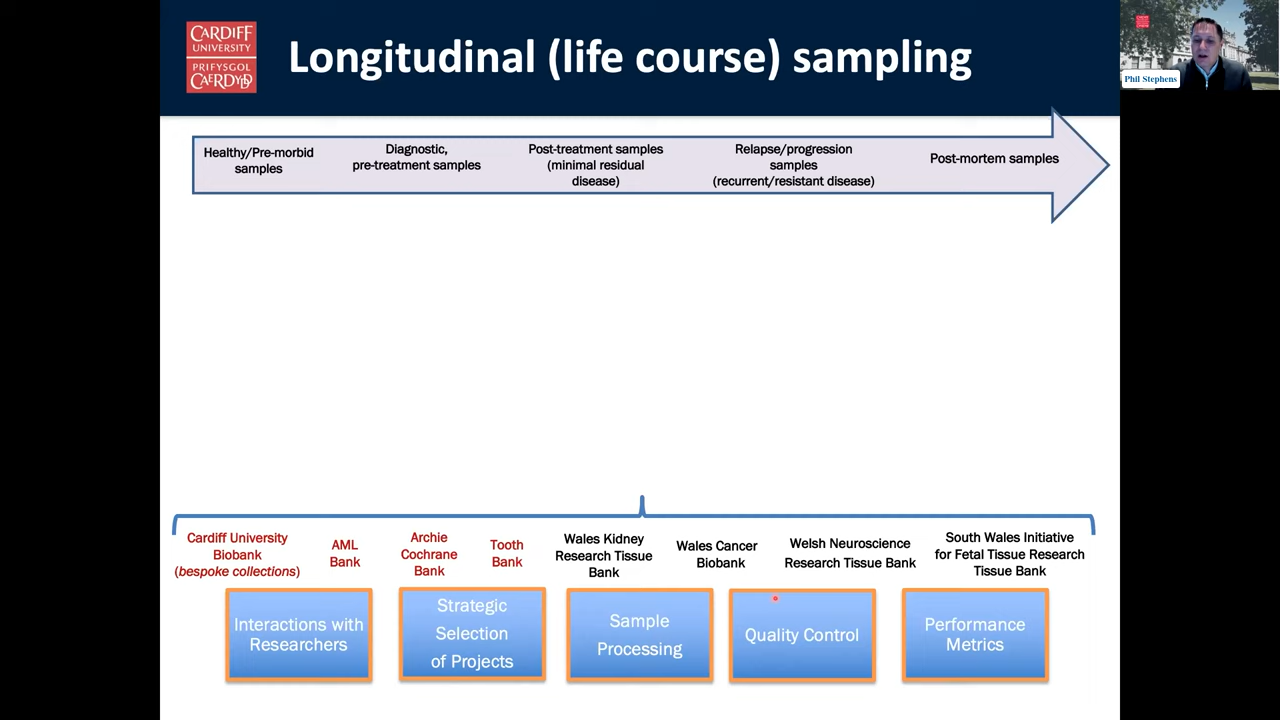 CARDIFF
UNIVERSITY
PRIFYSGOL
CAERDYDD
Longitudinal (life course) sampling
Phil Stephens
Healthy/Pre-morbid
samples
Diagnostic,
pre-treatment samples
Post-treatment samples
(minimal residual
disease)
Relapse/progression
samples
(recurrent/resistant disease)
Post-mortem samples
Cardiff University
Biobank
(bespoke collections)
AML
Bank
Archie
Cochrane
Bank
Tooth
Bank
Wales Kidney
Research Tissue
Bank
Wales Cancer
Biobank
Welsh Neuroscience
Research Tissue Bank
South Wales Initiative
for Fetal Tissue Research
Tissue Bank
Interactions with
Researchers
Strategic
Selection
of Projects
Sample
Processing
Quality Control
Performance
Metrics